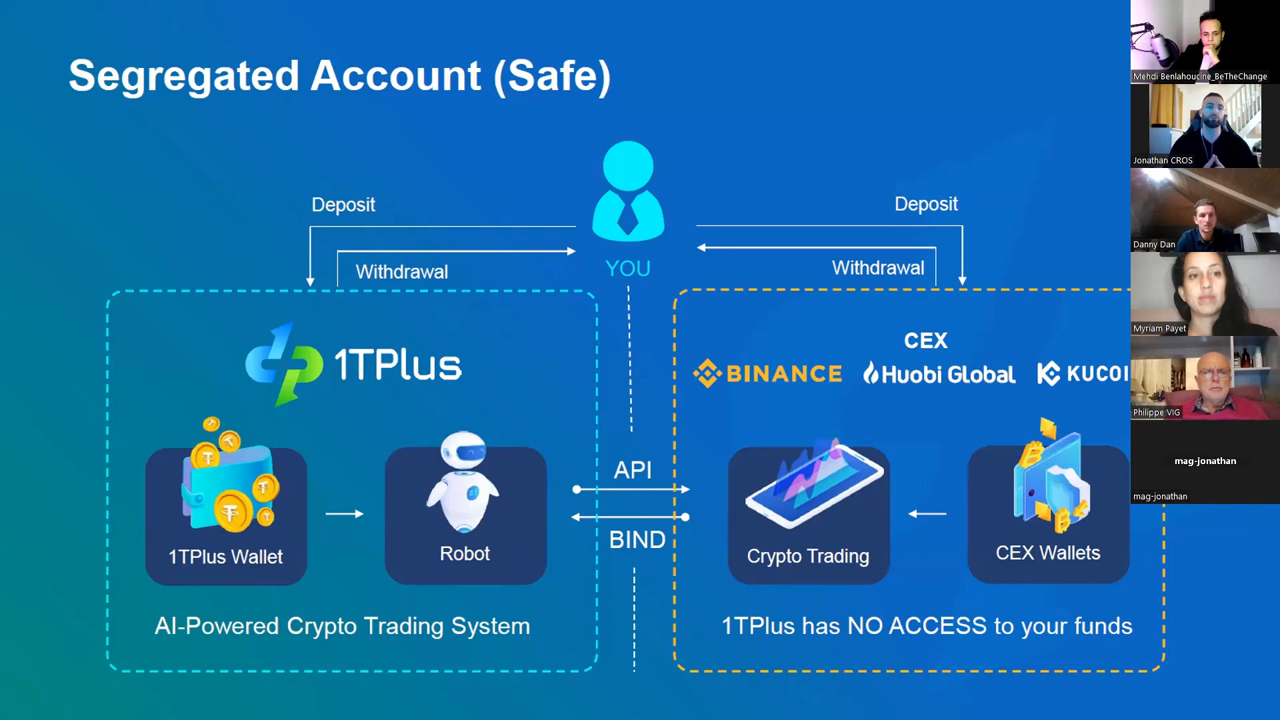 Segregated Account (Safe)
Deposit
Deposit
Withdrawal
YOU
Withdrawal
1TPlus
CEX
BINANCE
Huobi Global
KUCOI
API
BIND
1TPlus Wallet
Robot
Crypto Trading
CEX Wallets
AI-Powered Crypto Trading System
1TPlus has NO ACCESS to your funds
Mehdi Benlahoucine_BeTheChange
Jonathan CROS
Danny Dan
Myriam Payet
Philippe VIG
mag-jonathan
mag-jonathan